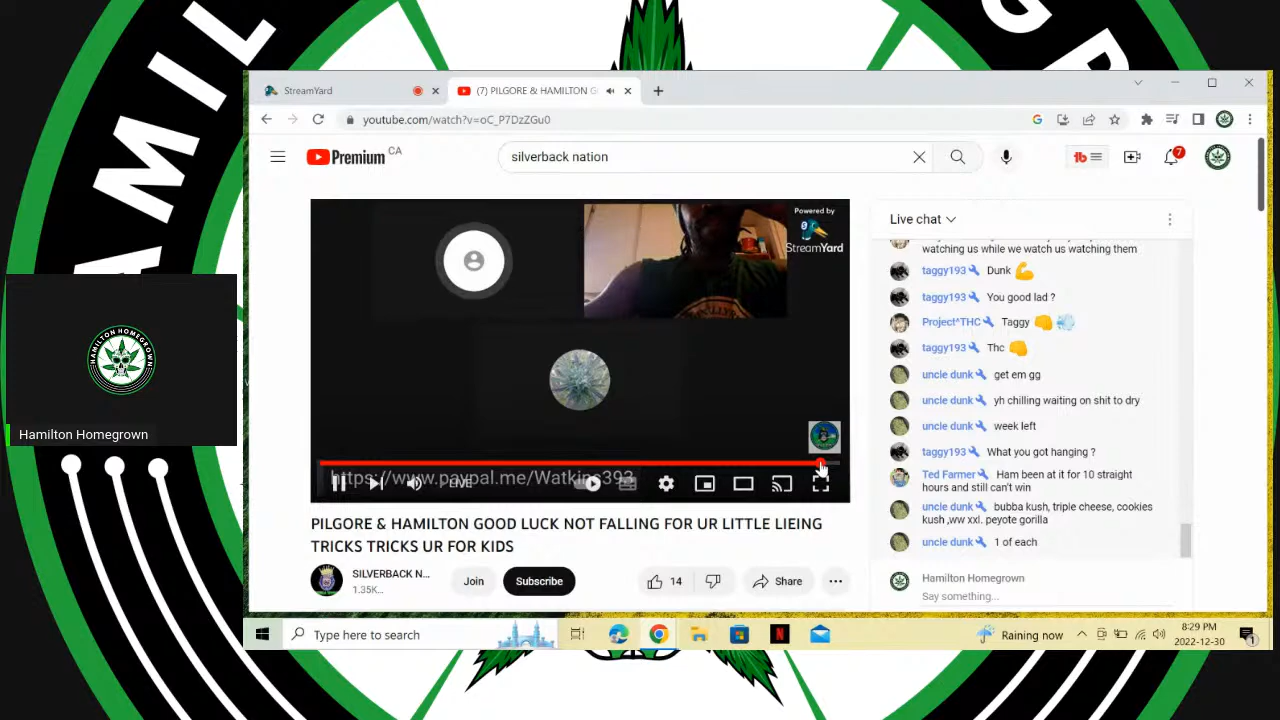 HAMIL
GR
StreamYard
(7) PILGORE & HAMILTON G
youtube.com/watch?v=oC_P7DzZGu0
Premium CA
silverback nation
7
Powered by
StreamYard
https://www.paypal.me/Watkins393
LIVE
PILGORE & HAMILTON GOOD LUCK NOT FALLING FOR UR LITTLE LIEING
TRICKS TRICKS UR FOR KIDS
SILVERBACK N...
1.35K...
Join
Subscribe
14
Share
Live chat
watching us while we watch us watching them
taggy193 Dunk
taggy193 You good lad ?
Project^THC Taggy
taggy193 Thc
uncle dunk get em gg
uncle dunk yh chilling waiting on shit to dry
uncle dunk week left
taggy193 What you got hanging ?
Ted Farmer Ham been at it for 10 straight
hours and still can't win
uncle dunk bubba kush, triple cheese, cookies
kush ,ww xxl. peyote gorilla
uncle dunk 1 of each
Hamilton Homegrown
Say something...
HAMILTON HOMEGROWN
Hamilton Homegrown
Type here to search
Raining now
8:29 PM
2022-12-30
1